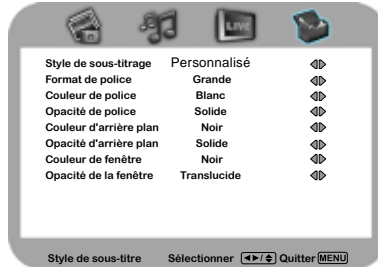 LIVE
Style de sous-titrage Personnalisé
Format de police Grande
Couleur de police Blanc
Opacité de police Solide
Couleur d'arrière plan Noir
Opacité d'arrière plan Solide
Couleur de fenêtre Noir
Opacité de la fenêtre Translucide
Style de sous-titre Sélectionner ◀▶/◆ Quitter MENU